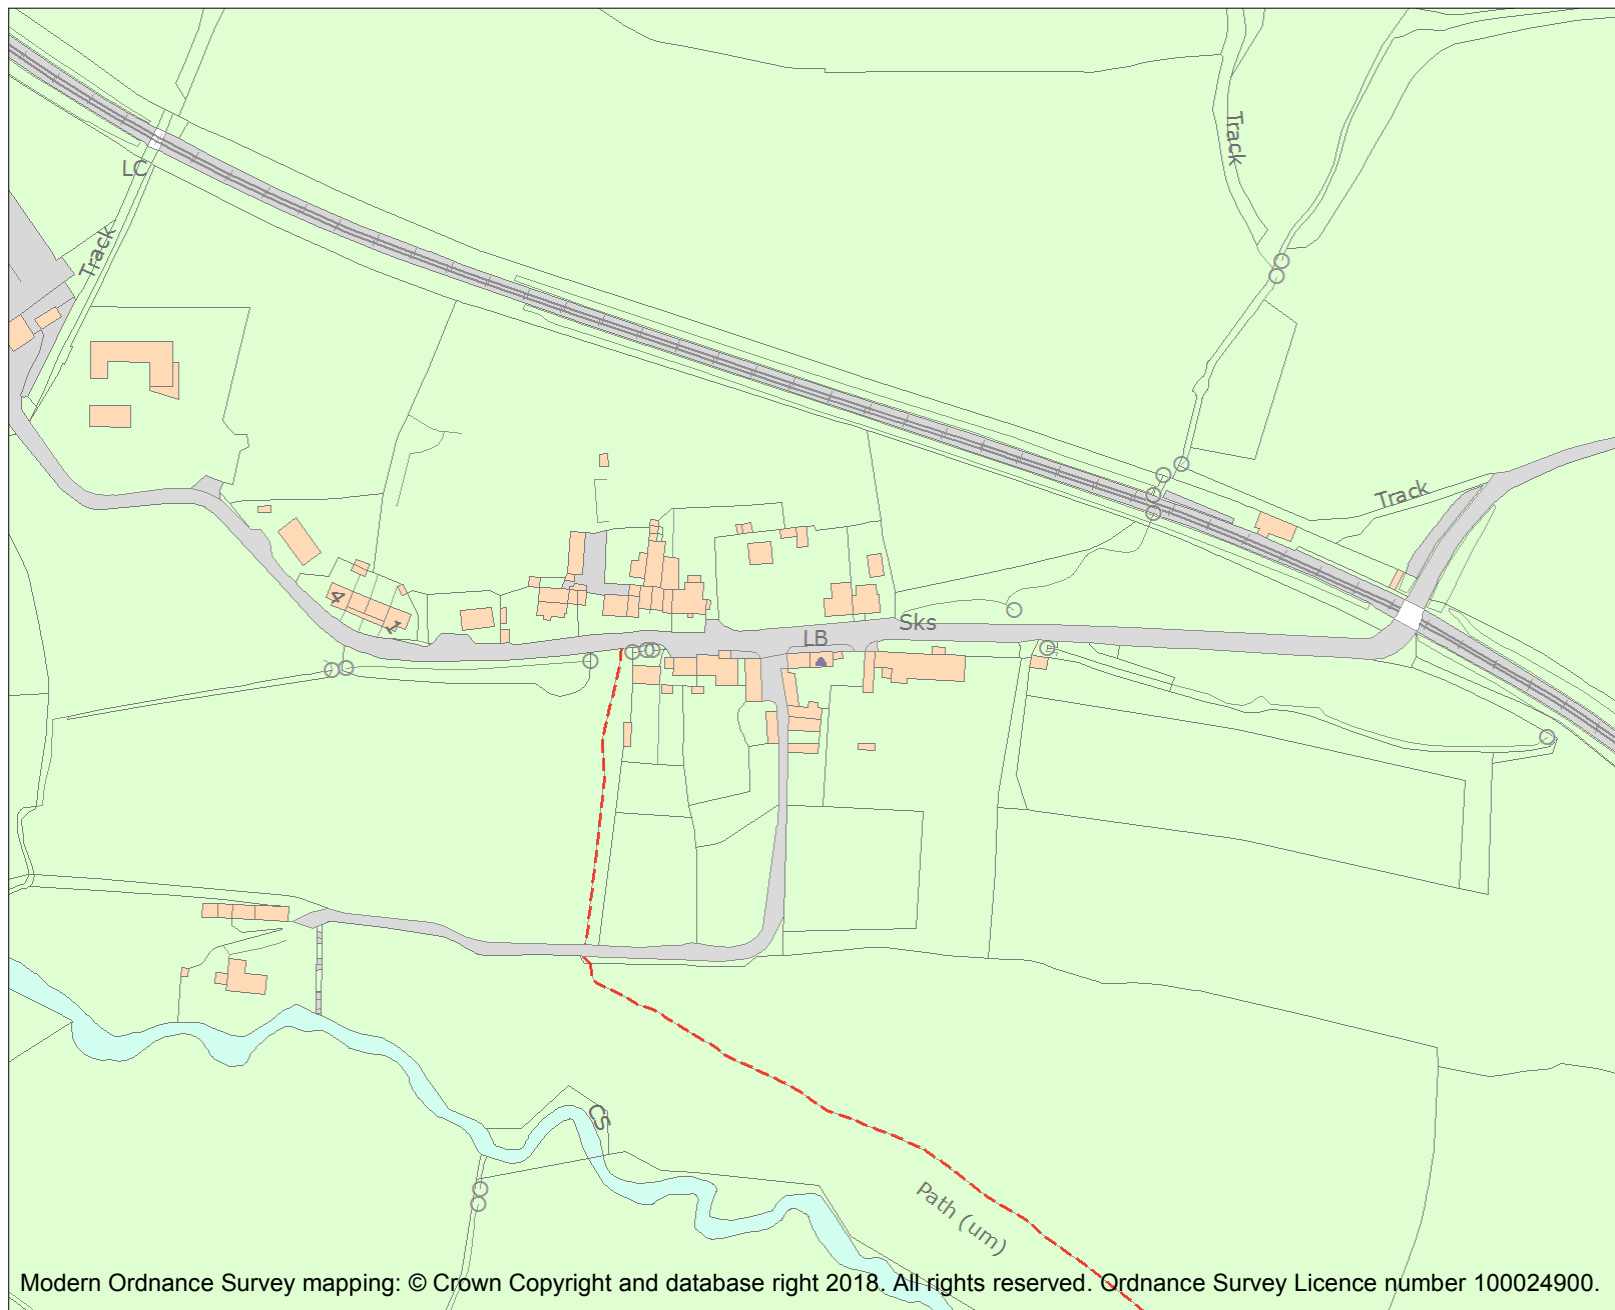 Track
LC
Track
Track
4
1
Sks
LB
CS
Path (um)
Modern Ordnance Survey mapping: © Crown Copyright and database right 2018. All rights reserved. Ordnance Survey Licence number 100024900.